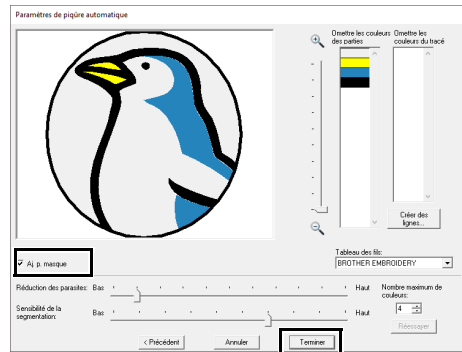 Paramètres de piqûre automatique
Omettre les couleurs des parties
Omettre les couleurs du tracé
Créer des lignes...
Aj. p. masque
Tableau des fils:
BROTHER EMBROIDERY
Réduction des parasites: Bas Haut
Nombre maximum de couleurs:
4
Sensibilité de la segmentation: Bas Haut
Réessayer
< Précédent Annuler Terminer